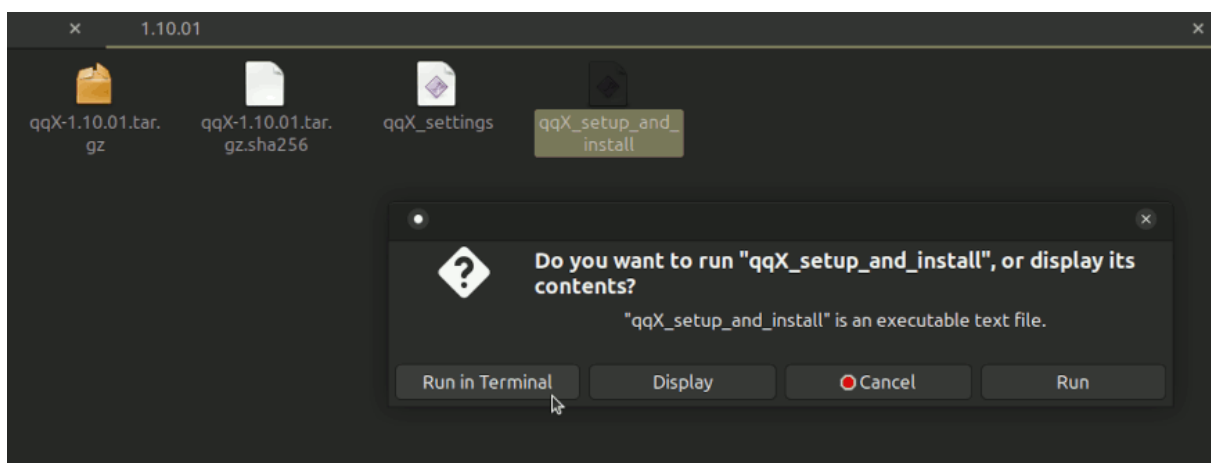 1.10.01
qqX-1.10.01.tar.
gz
qqX-1.10.01.tar.
gz.sha256
qqX_settings
qqX_setup_and_
install
Do you want to run "qqX_setup_and_install", or display its
contents?
"qqX_setup_and_install" is an executable text file.
Run in Terminal
Display
Cancel
Run